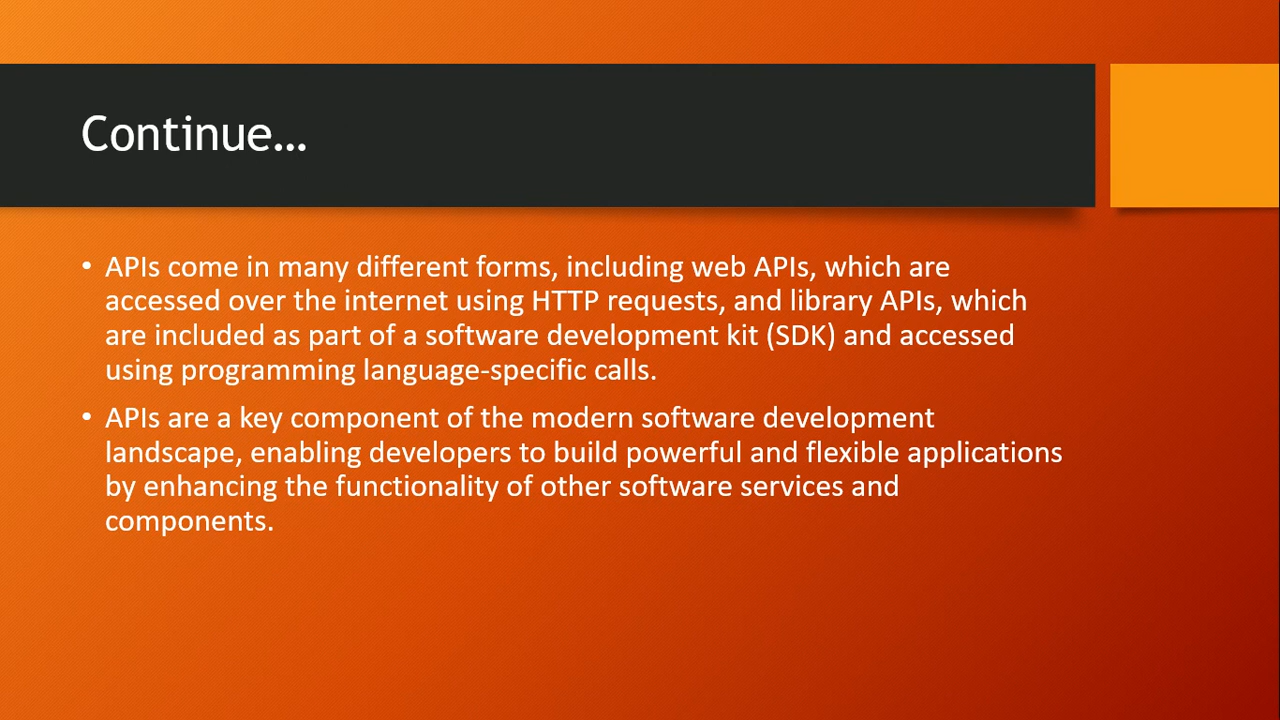 Continue…
• APIs come in many different forms, including web APIs, which are
accessed over the internet using HTTP requests, and library APIs, which
are included as part of a software development kit (SDK) and accessed
using programming language-specific calls.
• APIs are a key component of the modern software development
landscape, enabling developers to build powerful and flexible applications
by enhancing the functionality of other software services and
components.